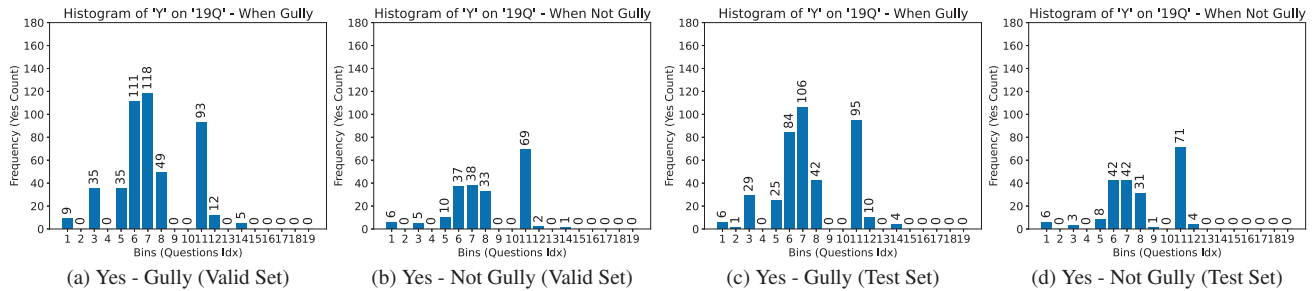 Histogram of 'Y' on '19Q' - When Gully
180
160
140
120
100
80
60
40
20
0
Frequency (Yes Count)
9 0 35 0 35 111 118 49 0 0 93 12 0 5 0 0 0 0 0
1 2 3 4 5 6 7 8 9 10 11 12 13 14 15 16 17 18 19
Bins (Questions Idx)
(a) Yes - Gully (Valid Set)
Histogram of 'Y' on '19Q' - When Not Gully
180
160
140
120
100
80
60
40
20
0
Frequency (Yes Count)
6 0 5 0 10 37 38 33 0 0 69 2 0 1 0 0 0 0 0
1 2 3 4 5 6 7 8 9 10 11 12 13 14 15 16 17 18 19
Bins (Questions Idx)
(b) Yes - Not Gully (Valid Set)
Histogram of 'Y' on '19Q' - When Gully
180
160
140
120
100
80
60
40
20
0
Frequency (Yes Count)
6 1 29 0 25 84 106 42 0 0 95 10 0 4 0 0 0 0 0
1 2 3 4 5 6 7 8 9 10 11 12 13 14 15 16 17 18 19
Bins (Questions Idx)
(c) Yes - Gully (Test Set)
Histogram of 'Y' on '19Q' - When Not Gully
180
160
140
120
100
80
60
40
20
0
Frequency (Yes Count)
6 0 3 0 8 42 42 31 1 0 71 4 0 0 0 0 0 0 0
1 2 3 4 5 6 7 8 9 10 11 12 13 14 15 16 17 18 19
Bins (Questions Idx)
(d) Yes - Not Gully (Test Set)